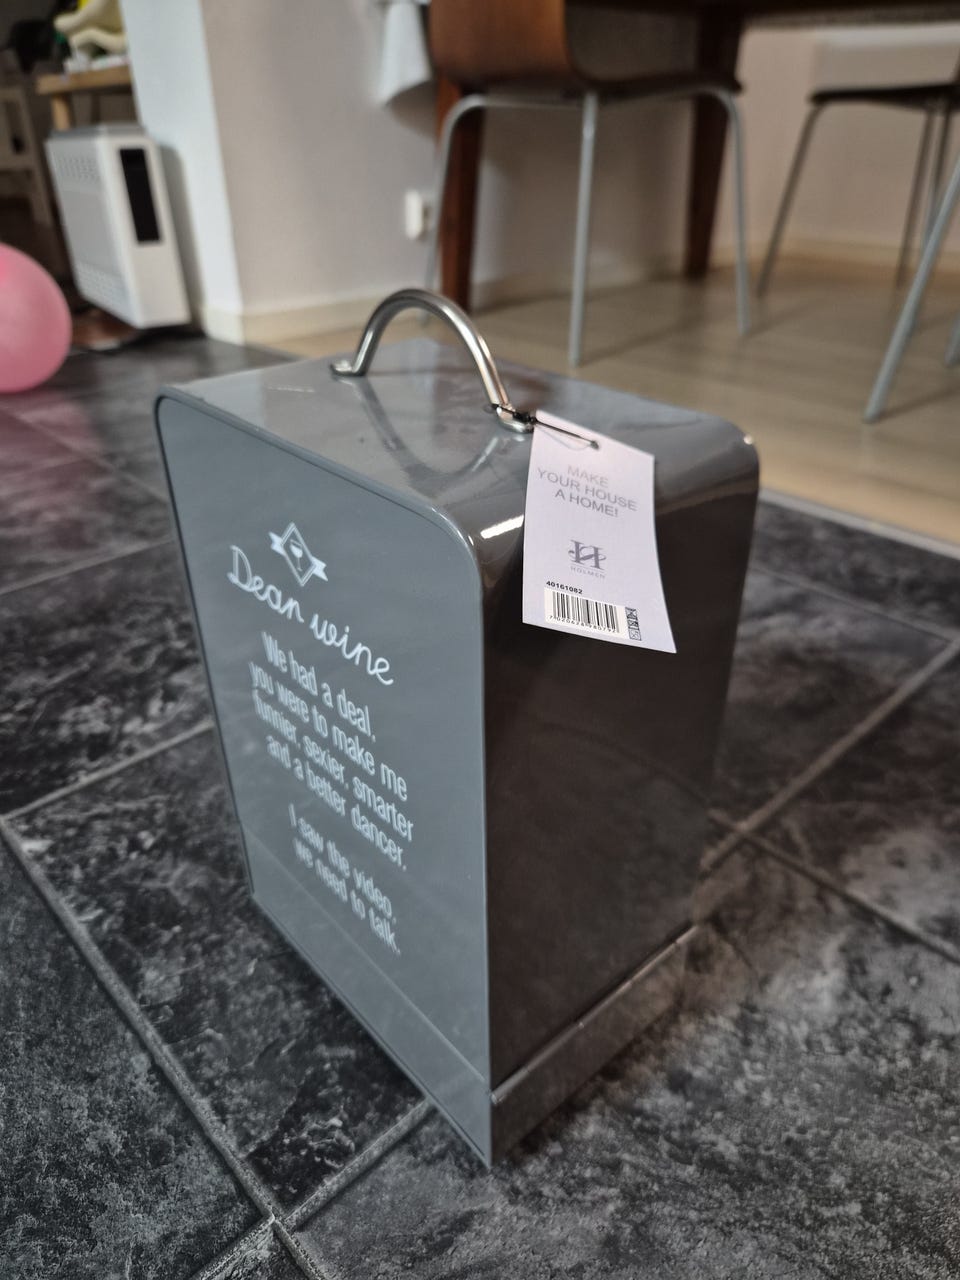 Dear wine
We had a deal,
you were to make me
funnier, sexier, smarter
and a better dancer.
I saw the video,
we need to talk.
MAKE
YOUR HOUSE
A HOME!
H
HOLMEN
40161082